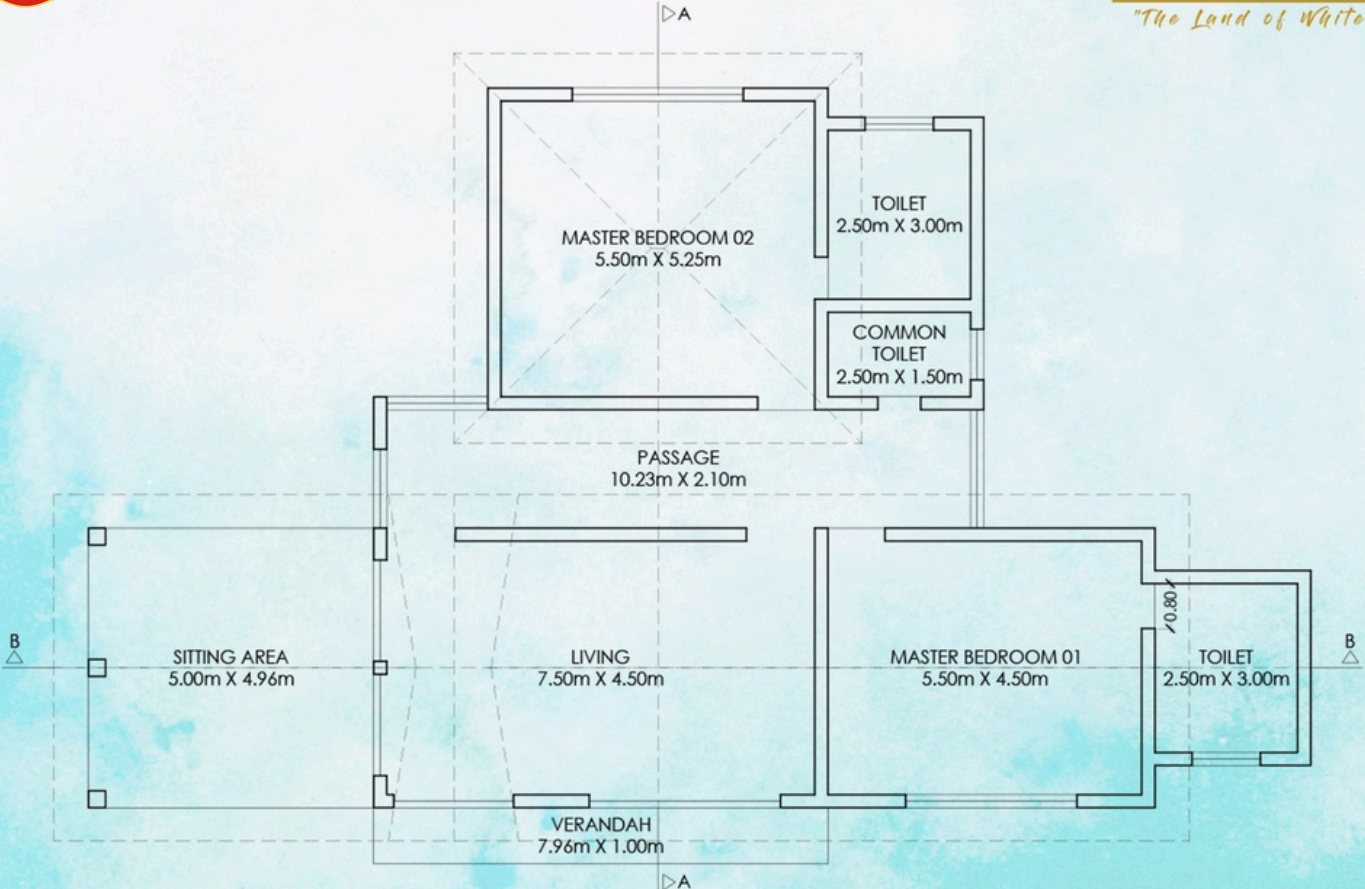 A
"The Land of White
TOILET
2.50m X 3.00m
MASTER BEDROOM 02
5.50m X 5.25m
COMMON
TOILET
2.50m X 1.50m
PASSAGE
10.23m X 2.10m
0.80
B
SITTING AREA
5.00m X 4.96m
LIVING
7.50m X 4.50m
MASTER BEDROOM 01
5.50m X 4.50m
TOILET
2.50m X 3.00m
B
VERANDAH
7.96m X 1.00m
A